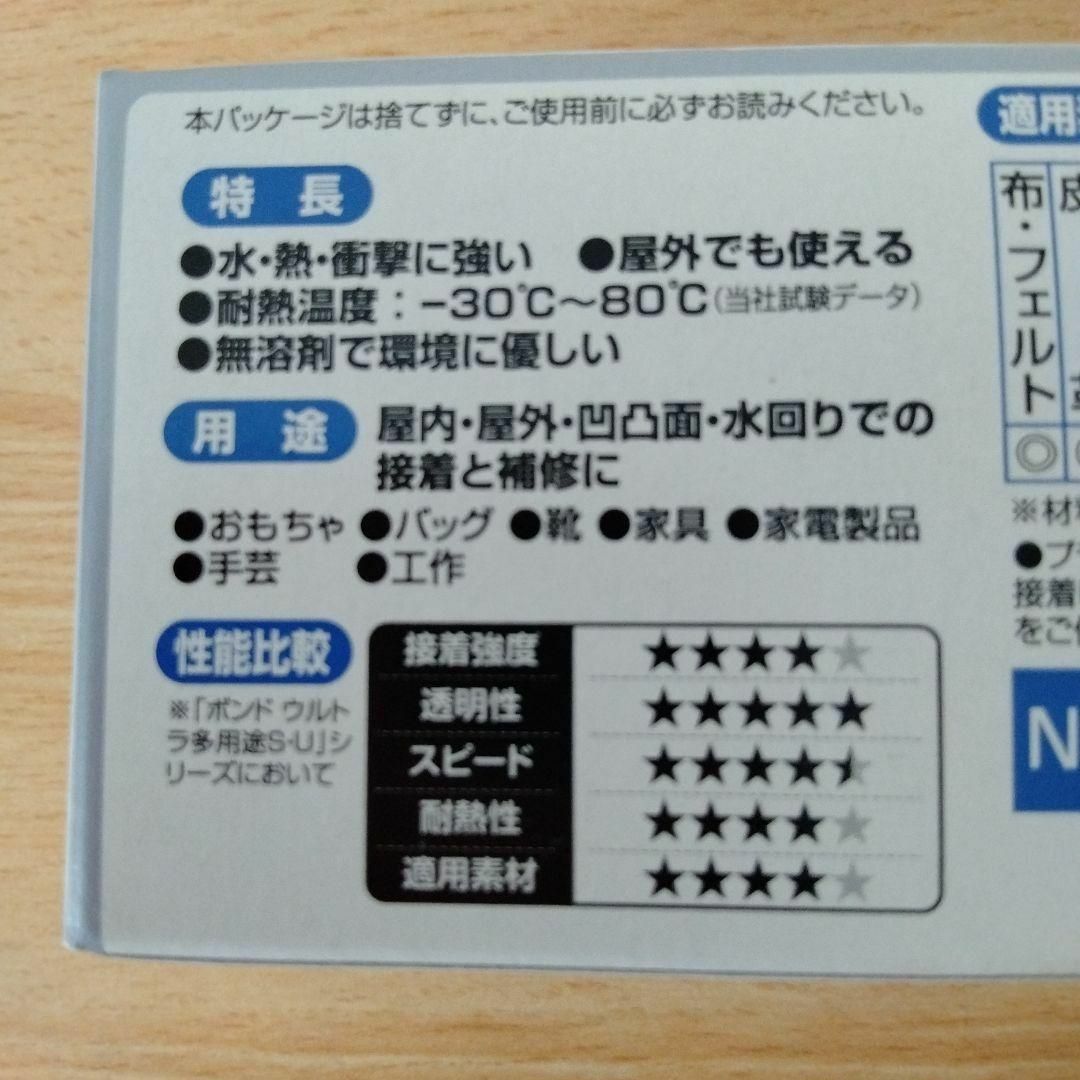 本パッケージは捨てずに、ご使用前に必ずお読みください。
特 長
●水・熱・衝撃に強い ●屋外でも使える
●耐熱温度：−30℃～80℃（当社試験データ）
●無溶剤で環境に優しい
用 途
屋内・屋外・凹凸面・水回りでの
接着と補修に
●おもちゃ ●バッグ ●靴 ●家具 ●家電製品
●手芸 ●工作
性能比較
※「ボンド ウルト
ラ多用途S・U」シ
リーズにおいて
接着強度 ★★★★★
透明性 ★★★★★
スピード ★★★★★
耐熱性 ★★★★★
適用素材 ★★★★★
適用
布・フェルト
◎
※材
●プ
接着
をご
N